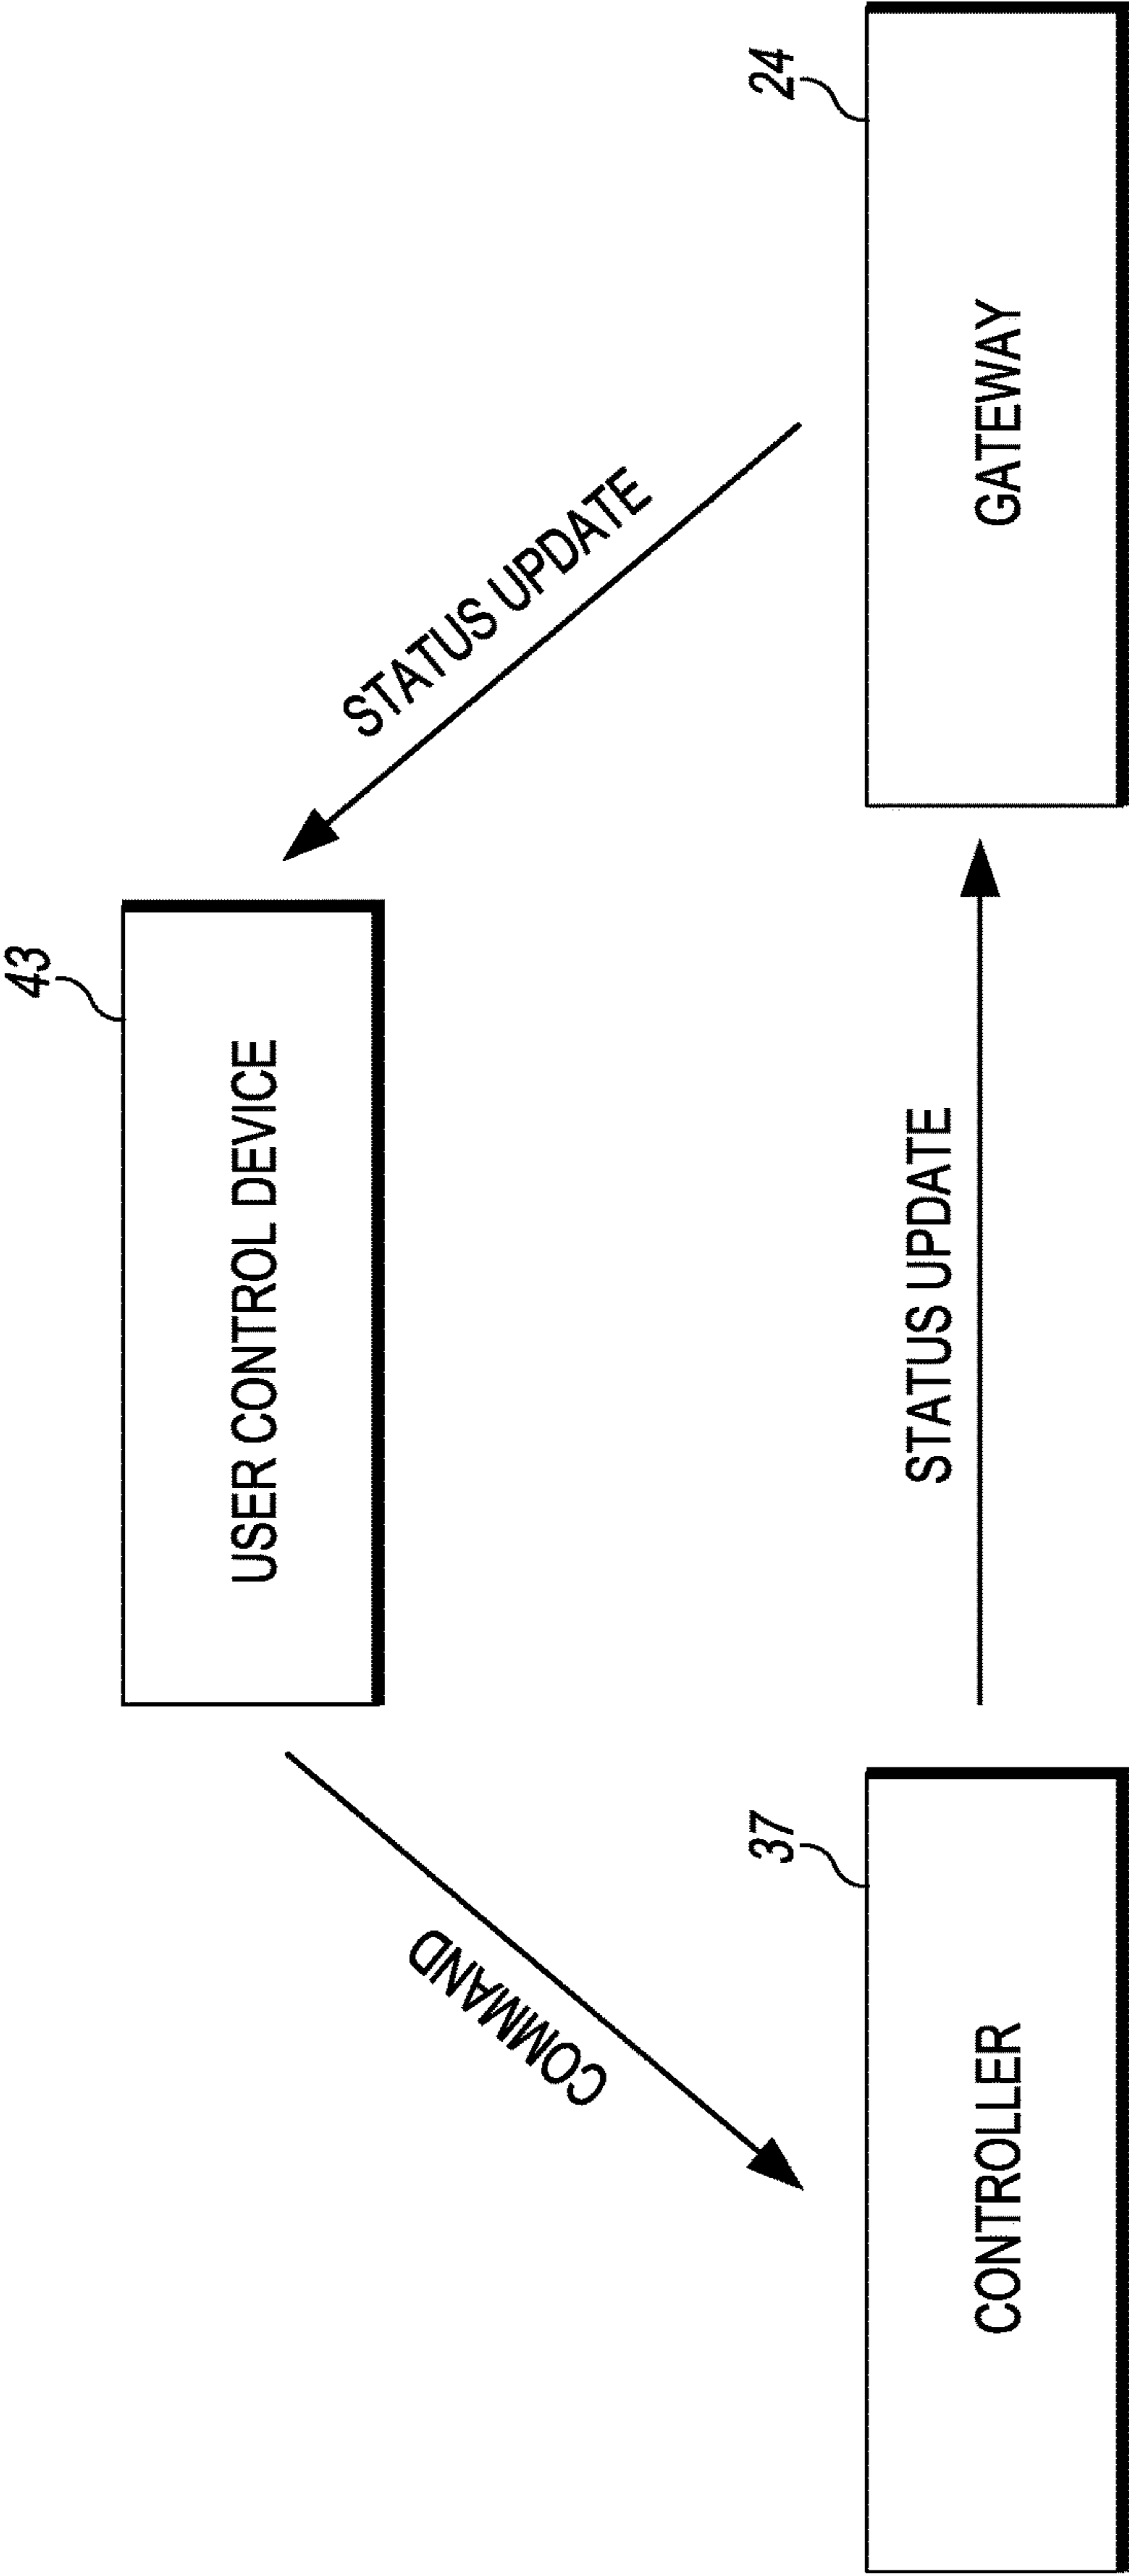 43
USER CONTROL DEVICE
COMMAND
STATUS UPDATE
37
24
CONTROLLER
STATUS UPDATE
GATEWAY